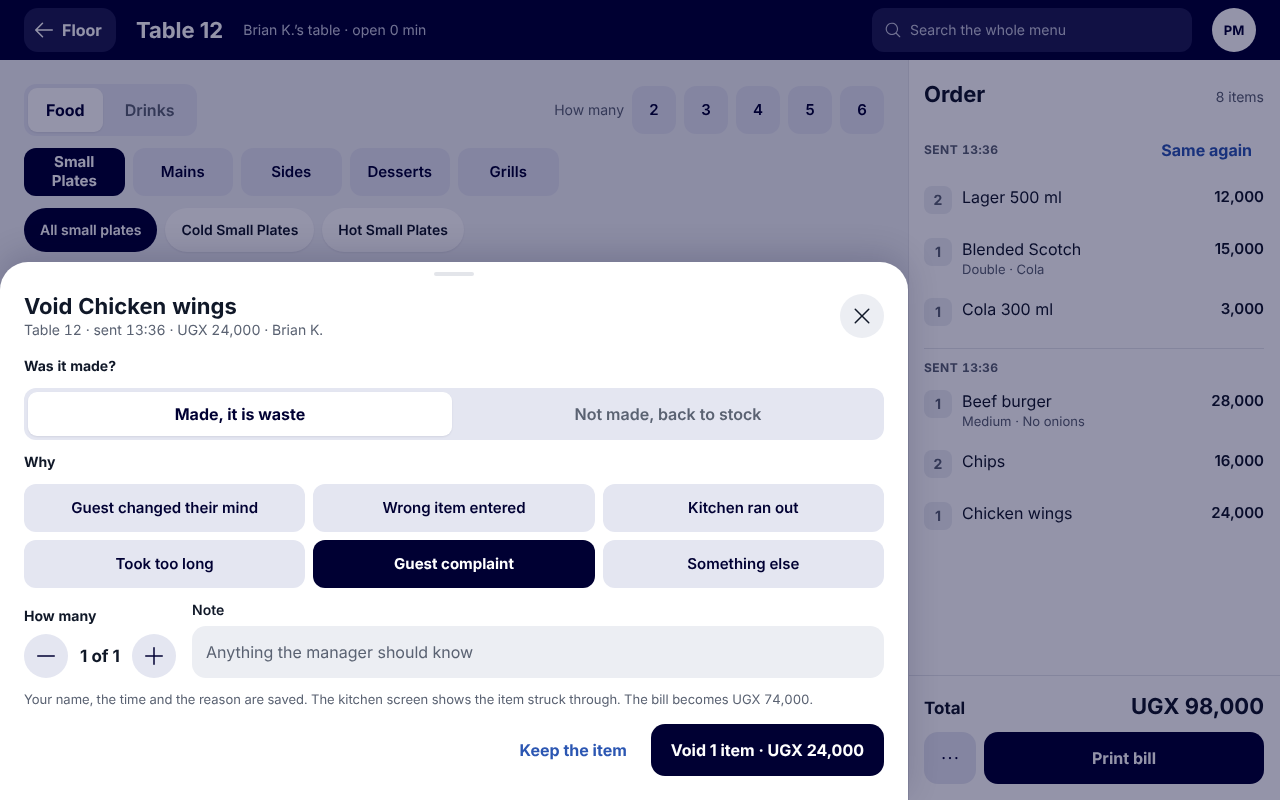 Floor
Table 12
Brian K.’s table · open 0 min
Search the whole menu
PM
Food
Drinks
How many
2
3
4
5
6
Small
Plates
Mains
Sides
Desserts
Grills
All small plates
Cold Small Plates
Hot Small Plates
Void Chicken wings
Table 12 · sent 13:36 · UGX 24,000 · Brian K.
Was it made?
Made, it is waste
Not made, back to stock
Why
Guest changed their mind
Wrong item entered
Kitchen ran out
Took too long
Guest complaint
Something else
How many
1 of 1
Note
Anything the manager should know
Your name, the time and the reason are saved. The kitchen screen shows the item struck through. The bill becomes UGX 74,000.
Keep the item
Void 1 item · UGX 24,000
Order
8 items
SENT 13:36
Same again
2 Lager 500 ml 12,000
1 Blended Scotch 15,000
Double · Cola
1 Cola 300 ml 3,000
SENT 13:36
1 Beef burger 28,000
Medium · No onions
2 Chips 16,000
1 Chicken wings 24,000
Total UGX 98,000
...
Print bill